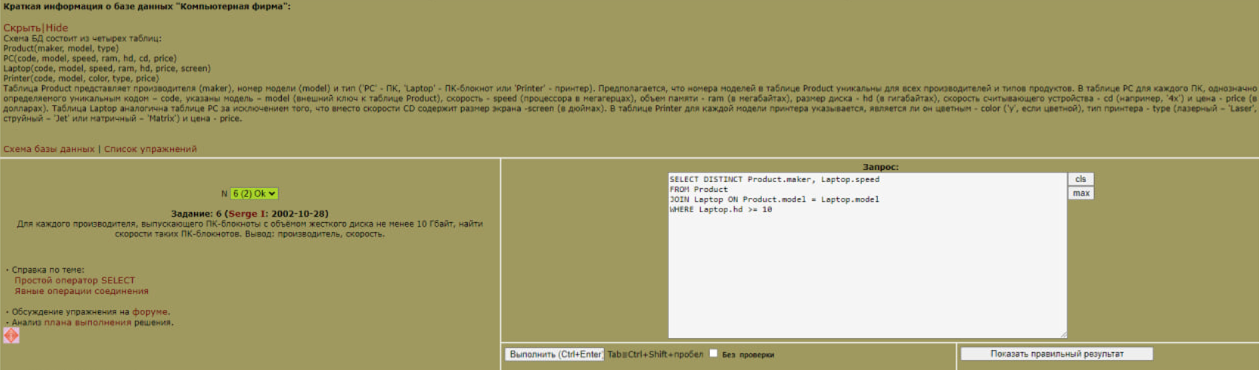 Краткая информация о базе данных "Компьютерная фирма":
Скрыть|Hide
Схема БД состоит из четырех таблиц:
Product(maker, model, type)
PC(code, model, speed, ram, hd, cd, price)
Laptop(code, model, speed, ram, hd, price, screen)
Printer(code, model, color, type, price)
Таблица Product представляет производителя (maker), номер модели (model) и тип ('PC' - ПК, 'Laptop' - ПК-блокнот или 'Printer' - принтер). Предполагается, что номера моделей в таблице Product уникальны для всех производителей и типов продуктов. В таблице PC для каждого ПК, однозначно
определяемого уникальным кодом – code, указаны модель – model (внешний ключ к таблице Product), скорость - speed (процессора в мегагерцах), объем памяти - ram (в мегабайтах), размер диска - hd (в гигабайтах), скорость считывающего устройства - cd (например, '4x') и цена - price (в
долларах). Таблица Laptop аналогична таблице РС за исключением того, что вместо скорости CD содержит размер экрана -screen (в дюймах). В таблице Printer для каждой модели принтера указывается, является ли он цветным - color ('y', если цветной), тип принтера - type (лазерный – 'Laser',
струйный – 'Jet' или матричный – 'Matrix') и цена - price.
Схема базы данных | Список упражнений
N 6 (2) Ok
Задание: 6 (Serge I: 2002-10-28)
Для каждого производителя, выпускающего ПК-блокноты c объёмом жесткого диска не менее 10 Гбайт, найти
скорости таких ПК-блокнотов. Вывод: производитель, скорость.
· Справка по теме:
Простой оператор SELECT
Явные операции соединения
· Обсуждение упражнения на форуме.
· Анализ плана выполнения решения.
Запрос:
SELECT DISTINCT Product.maker, Laptop.speed
FROM Product
JOIN Laptop ON Product.model = Laptop.model
WHERE Laptop.hd >= 10
cls
max
Выполнить (Ctrl+Enter) Tab≡Ctrl+Shift+пробел Без проверки
Показать правильный результат